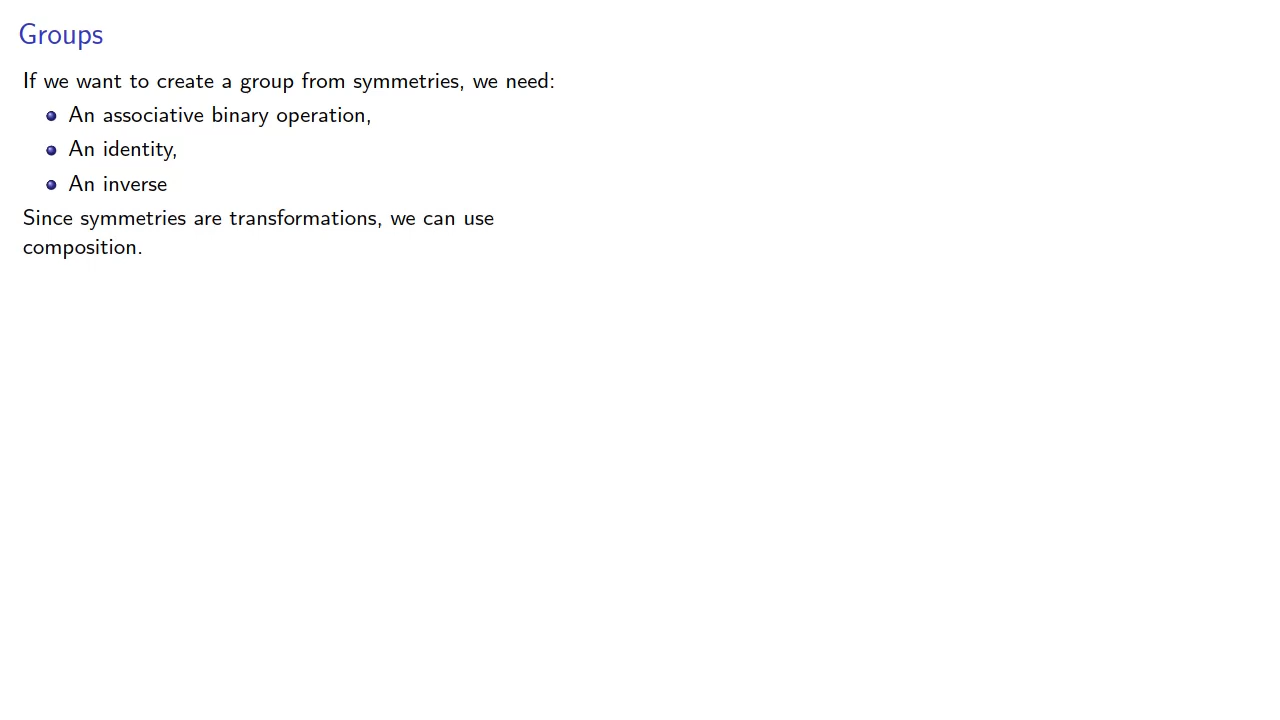 Groups
If we want to create a group from symmetries, we need:
An associative binary operation,
An identity,
An inverse
Since symmetries are transformations, we can use
composition.